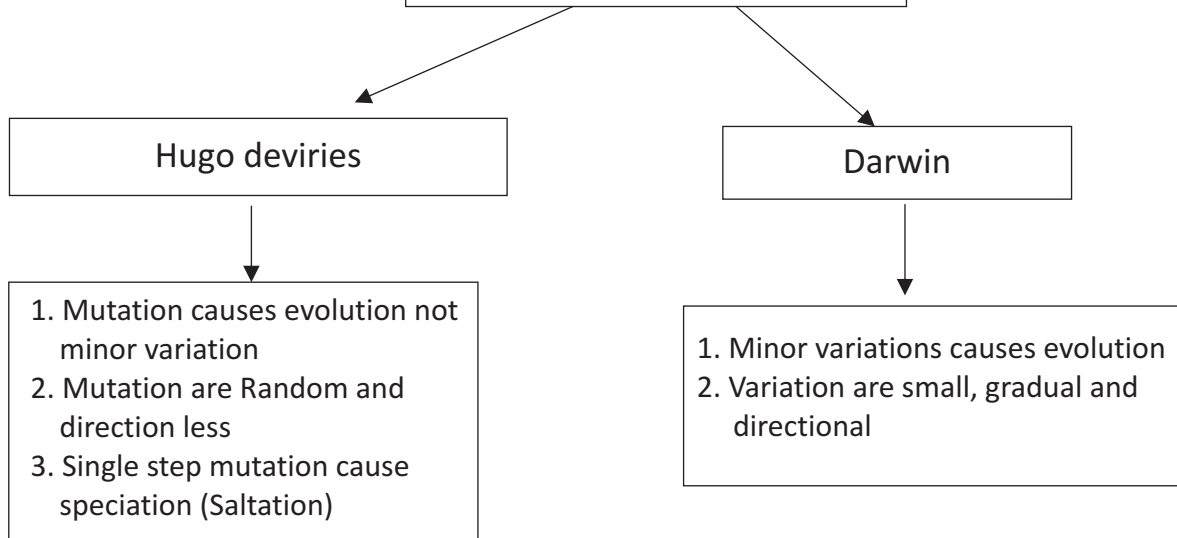 Hugo deviries
Darwin
1. Mutation causes evolution not
minor variation
2. Mutation are Random and
direction less
3. Single step mutation cause
speciation (Saltation)
1. Minor variations causes evolution
2. Variation are small, gradual and
directional